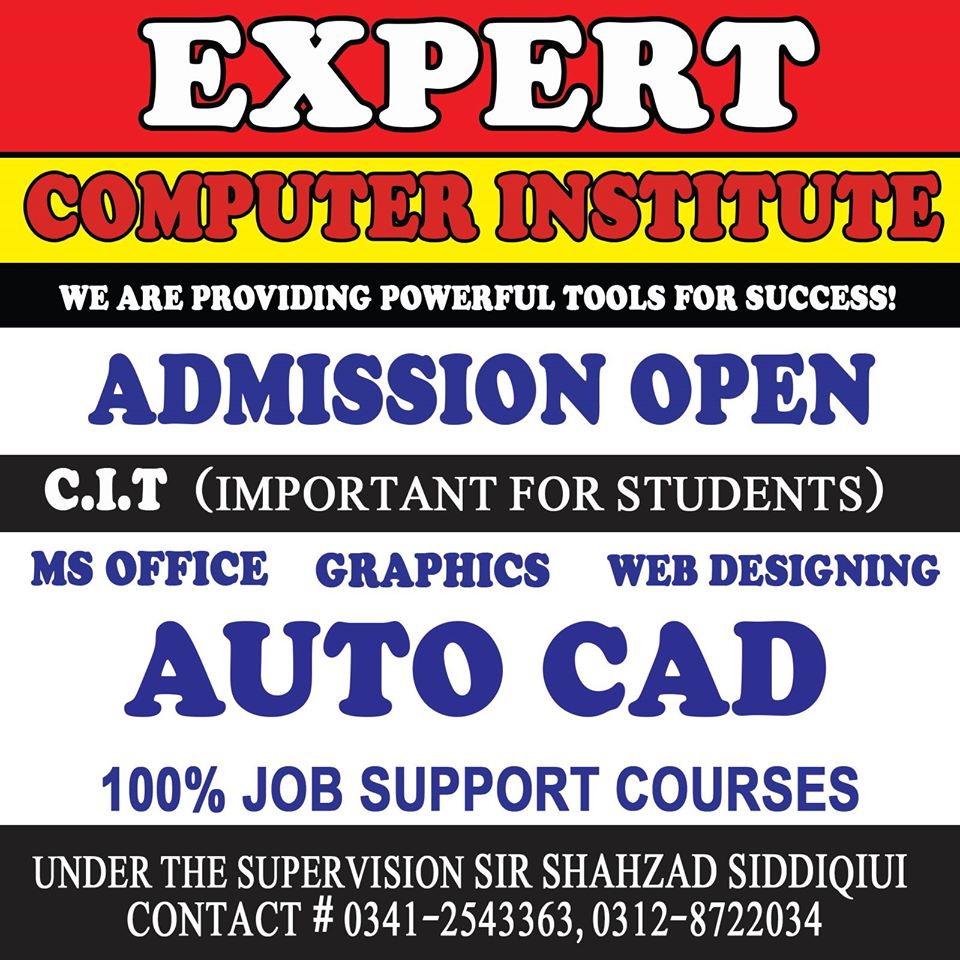 EXPERT
COMPUTER INSTITUTE
WE ARE PROVIDING POWERFUL TOOLS FOR SUCCESS!
ADMISSION OPEN
C.I.T (IMPORTANT FOR STUDENTS)
MS OFFICE GRAPHICS WEB DESIGNING
AUTO CAD
100% JOB SUPPORT COURSES
UNDER THE SUPERVISION SIR SHAHZAD SIDDIQIUI
CONTACT # 0341-2543363, 0312-8722034